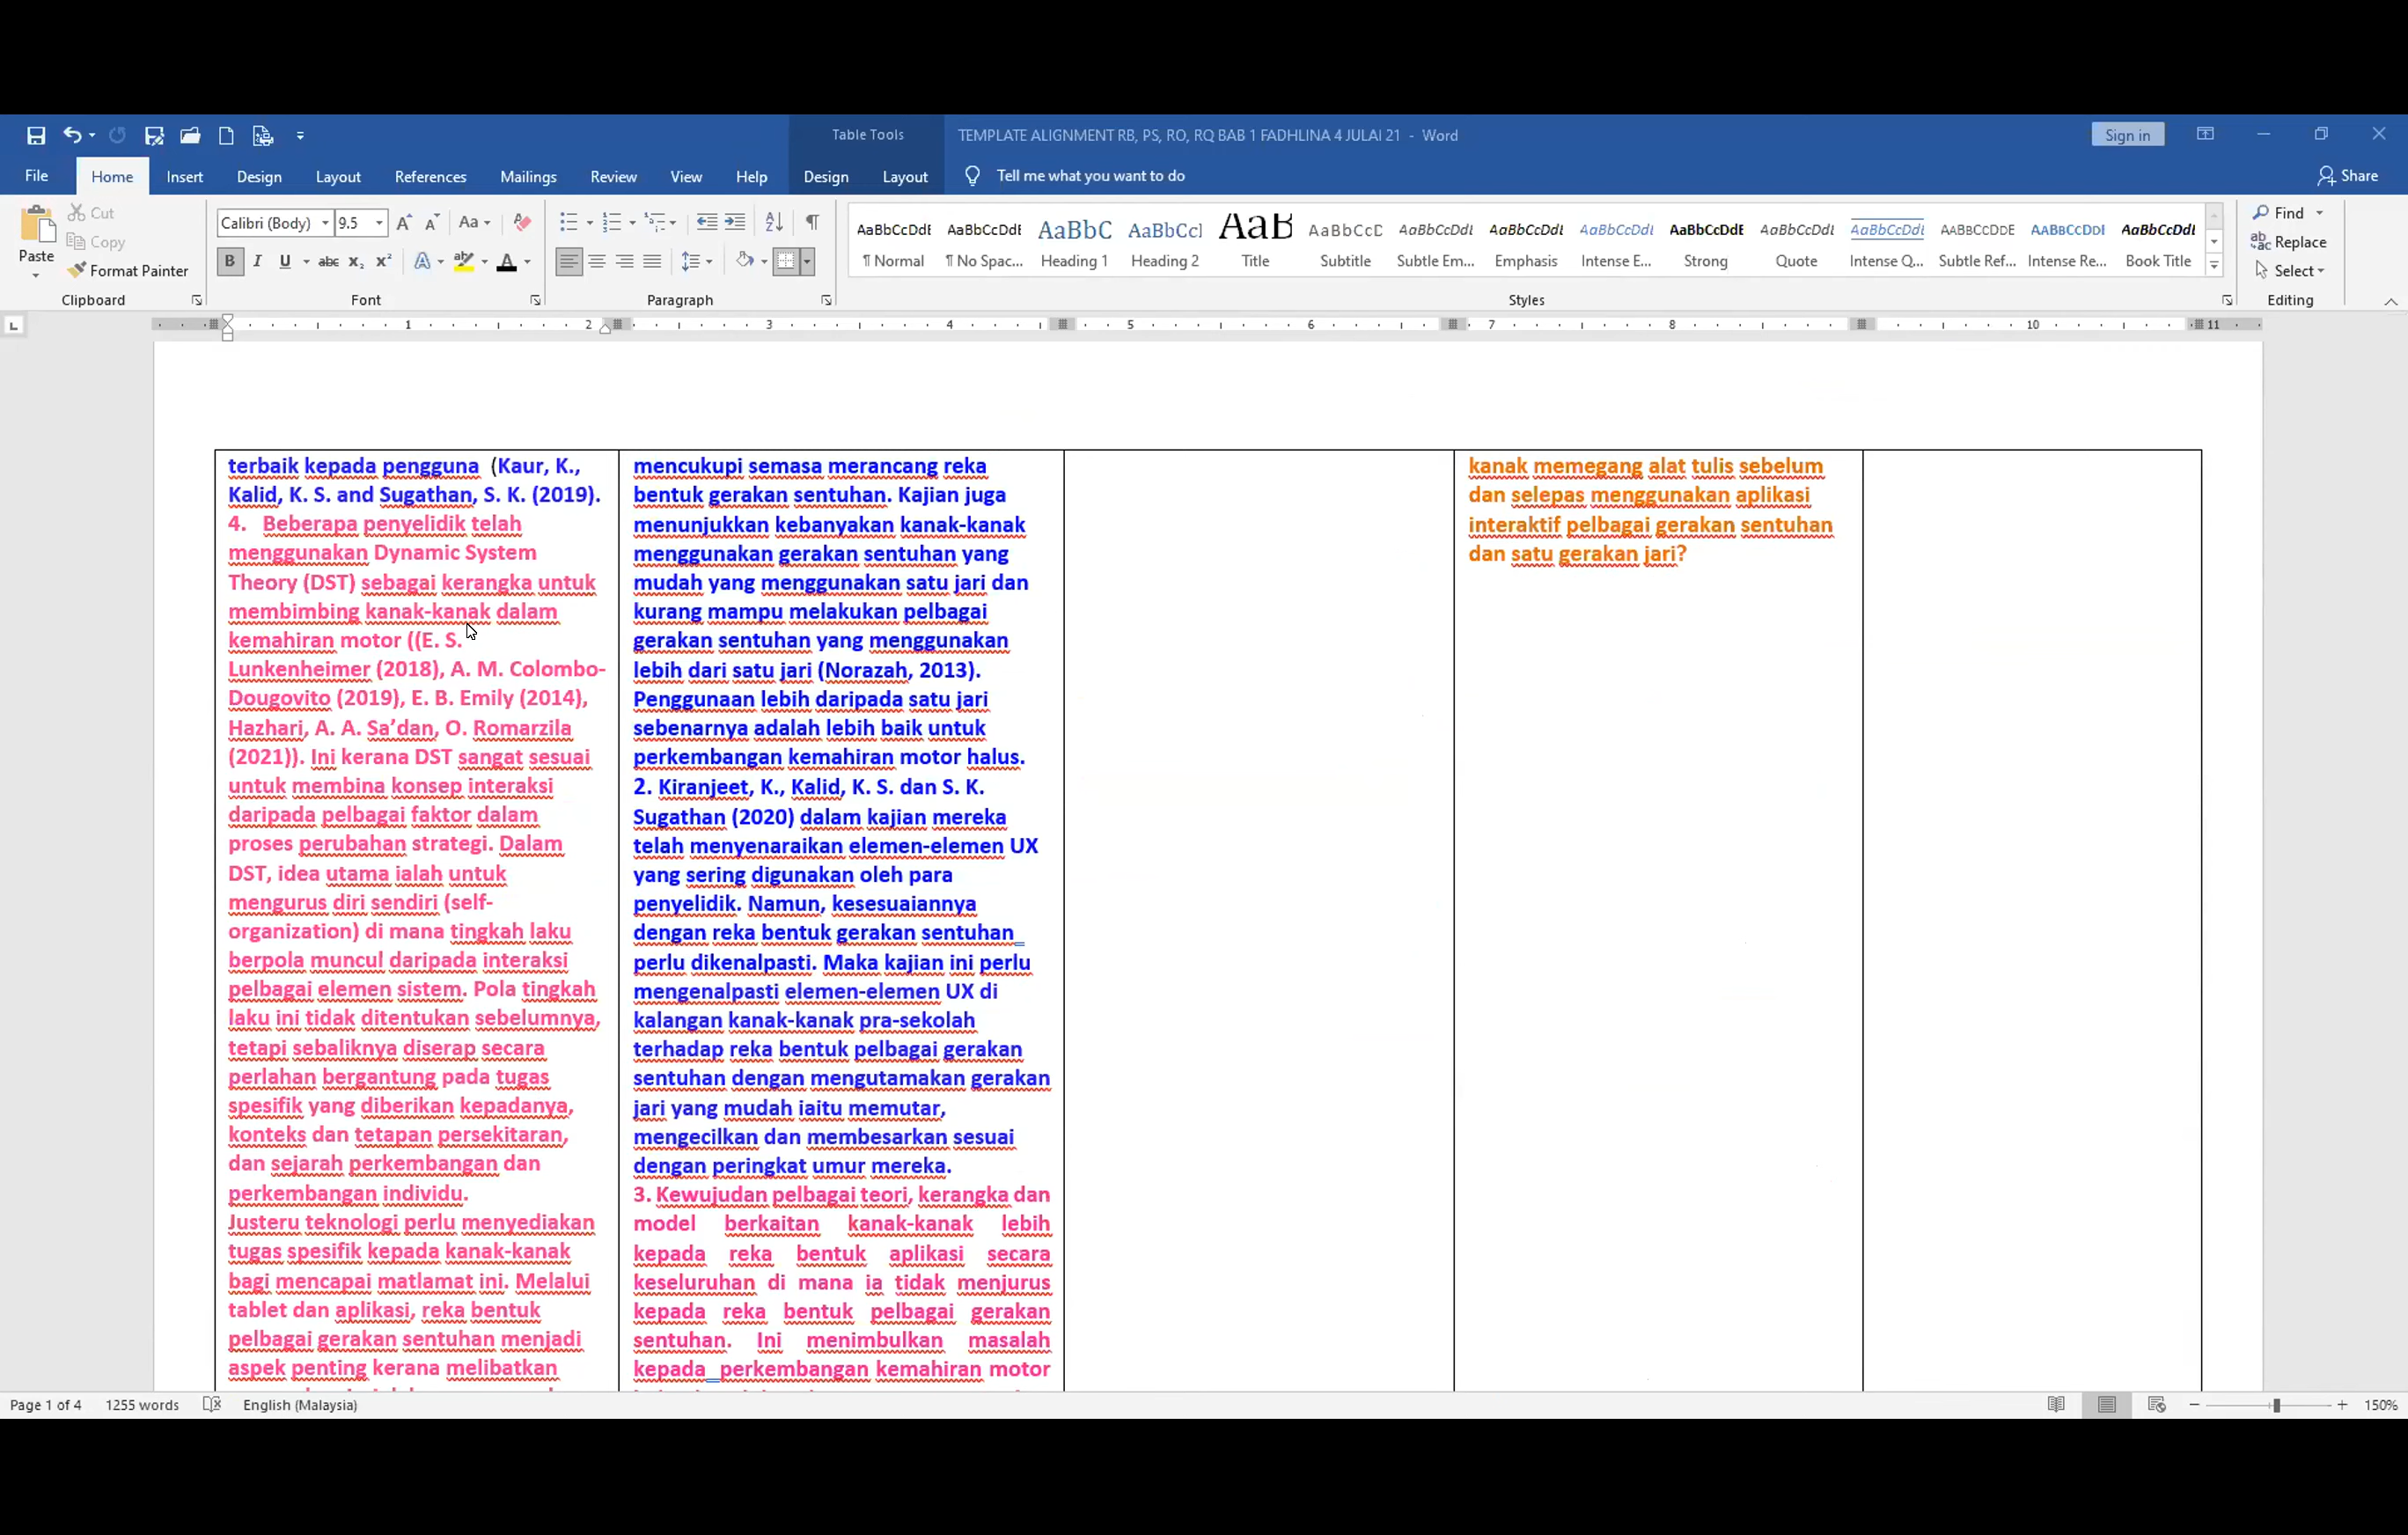 Table Tools
TEMPLATE ALIGNMENT RB, PS, RO, RQ BAB 1 FADHLINA 4 JULAI 21 - Word
Sign in
File Home Insert Design Layout References Mailings Review View Help Design Layout Tell me what you want to do Share
Paste
Cut
Copy
Format Painter
Clipboard
Calibri (Body) 9.5
Font
Paragraph
AaBbCcDdE AaBbCcDdE AaBbC AaBbCcI AaB AaBbCcC AaBbCcDdE AaBbCcDdE AaBbCcDdE AaBbCcDdE AaBbCcDdE AaBbCcDdE AABBCCDDE AABBCCDDE AaBbCcDdE
¶ Normal ¶ No Spac... Heading 1 Heading 2 Title Subtitle Subtle Em... Emphasis Intense E... Strong Quote Intense Q... Subtle Ref... Intense Re... Book Title
Styles
Find
Replace
Select
Editing
1 2 3 4 5 6 7 8 10 11
terbaik kepada pengguna (Kaur, K.,
Kalid, K. S. and Sugathan, S. K. (2019).
4. Beberapa penyelidik telah
menggunakan Dynamic System
Theory (DST) sebagai kerangka untuk
membimbing kanak-kanak dalam
kemahiran motor ((E. S.
Lunkenheimer (2018), A. M. Colombo-
Dougovito (2019), E. B. Emily (2014),
Hazhari, A. A. Sa’dan, O. Romarzila
(2021)). Ini kerana DST sangat sesuai
untuk membina konsep interaksi
daripada pelbagai faktor dalam
proses perubahan strategi. Dalam
DST, idea utama ialah untuk
mengurus diri sendiri (self-
organization) di mana tingkah laku
berpola muncul daripada interaksi
pelbagai elemen sistem. Pola tingkah
laku ini tidak ditentukan sebelumnya,
tetapi sebaliknya diserap secara
perlahan bergantung pada tugas
spesifik yang diberikan kepadanya,
konteks dan tetapan persekitaran,
dan sejarah perkembangan dan
perkembangan individu.
Justeru teknologi perlu menyediakan
tugas spesifik kepada kanak-kanak
bagi mencapai matlamat ini. Melalui
tablet dan aplikasi, reka bentuk
pelbagai gerakan sentuhan menjadi
aspek penting kerana melibatkan
mencukupi semasa merancang reka
bentuk gerakan sentuhan. Kajian juga
menunjukkan kebanyakan kanak-kanak
menggunakan gerakan sentuhan yang
mudah yang menggunakan satu jari dan
kurang mampu melakukan pelbagai
gerakan sentuhan yang menggunakan
lebih dari satu jari (Norazah, 2013).
Penggunaan lebih daripada satu jari
sebenarnya adalah lebih baik untuk
perkembangan kemahiran motor halus.
2. Kiranjeet, K., Kalid, K. S. dan S. K.
Sugathan (2020) dalam kajian mereka
telah menyenaraikan elemen-elemen UX
yang sering digunakan oleh para
penyelidik. Namun, kesesuaiannya
dengan reka bentuk gerakan sentuhan
perlu dikenalpasti. Maka kajian ini perlu
mengenalpasti elemen-elemen UX di
kalangan kanak-kanak pra-sekolah
terhadap reka bentuk pelbagai gerakan
sentuhan dengan mengutamakan gerakan
jari yang mudah iaitu memutar,
mengecilkan dan membesarkan sesuai
dengan peringkat umur mereka.
3. Kewujudan pelbagai teori, kerangka dan
model berkaitan kanak-kanak lebih
kepada reka bentuk aplikasi secara
keseluruhan di mana ia tidak menjurus
kepada reka bentuk pelbagai gerakan
sentuhan. Ini menimbulkan masalah
kepada perkembangan kemahiran motor
kanak memegang alat tulis sebelum
dan selepas menggunakan aplikasi
interaktif pelbagai gerakan sentuhan
dan satu gerakan jari?
Page 1 of 4 1255 words English (Malaysia) 150%